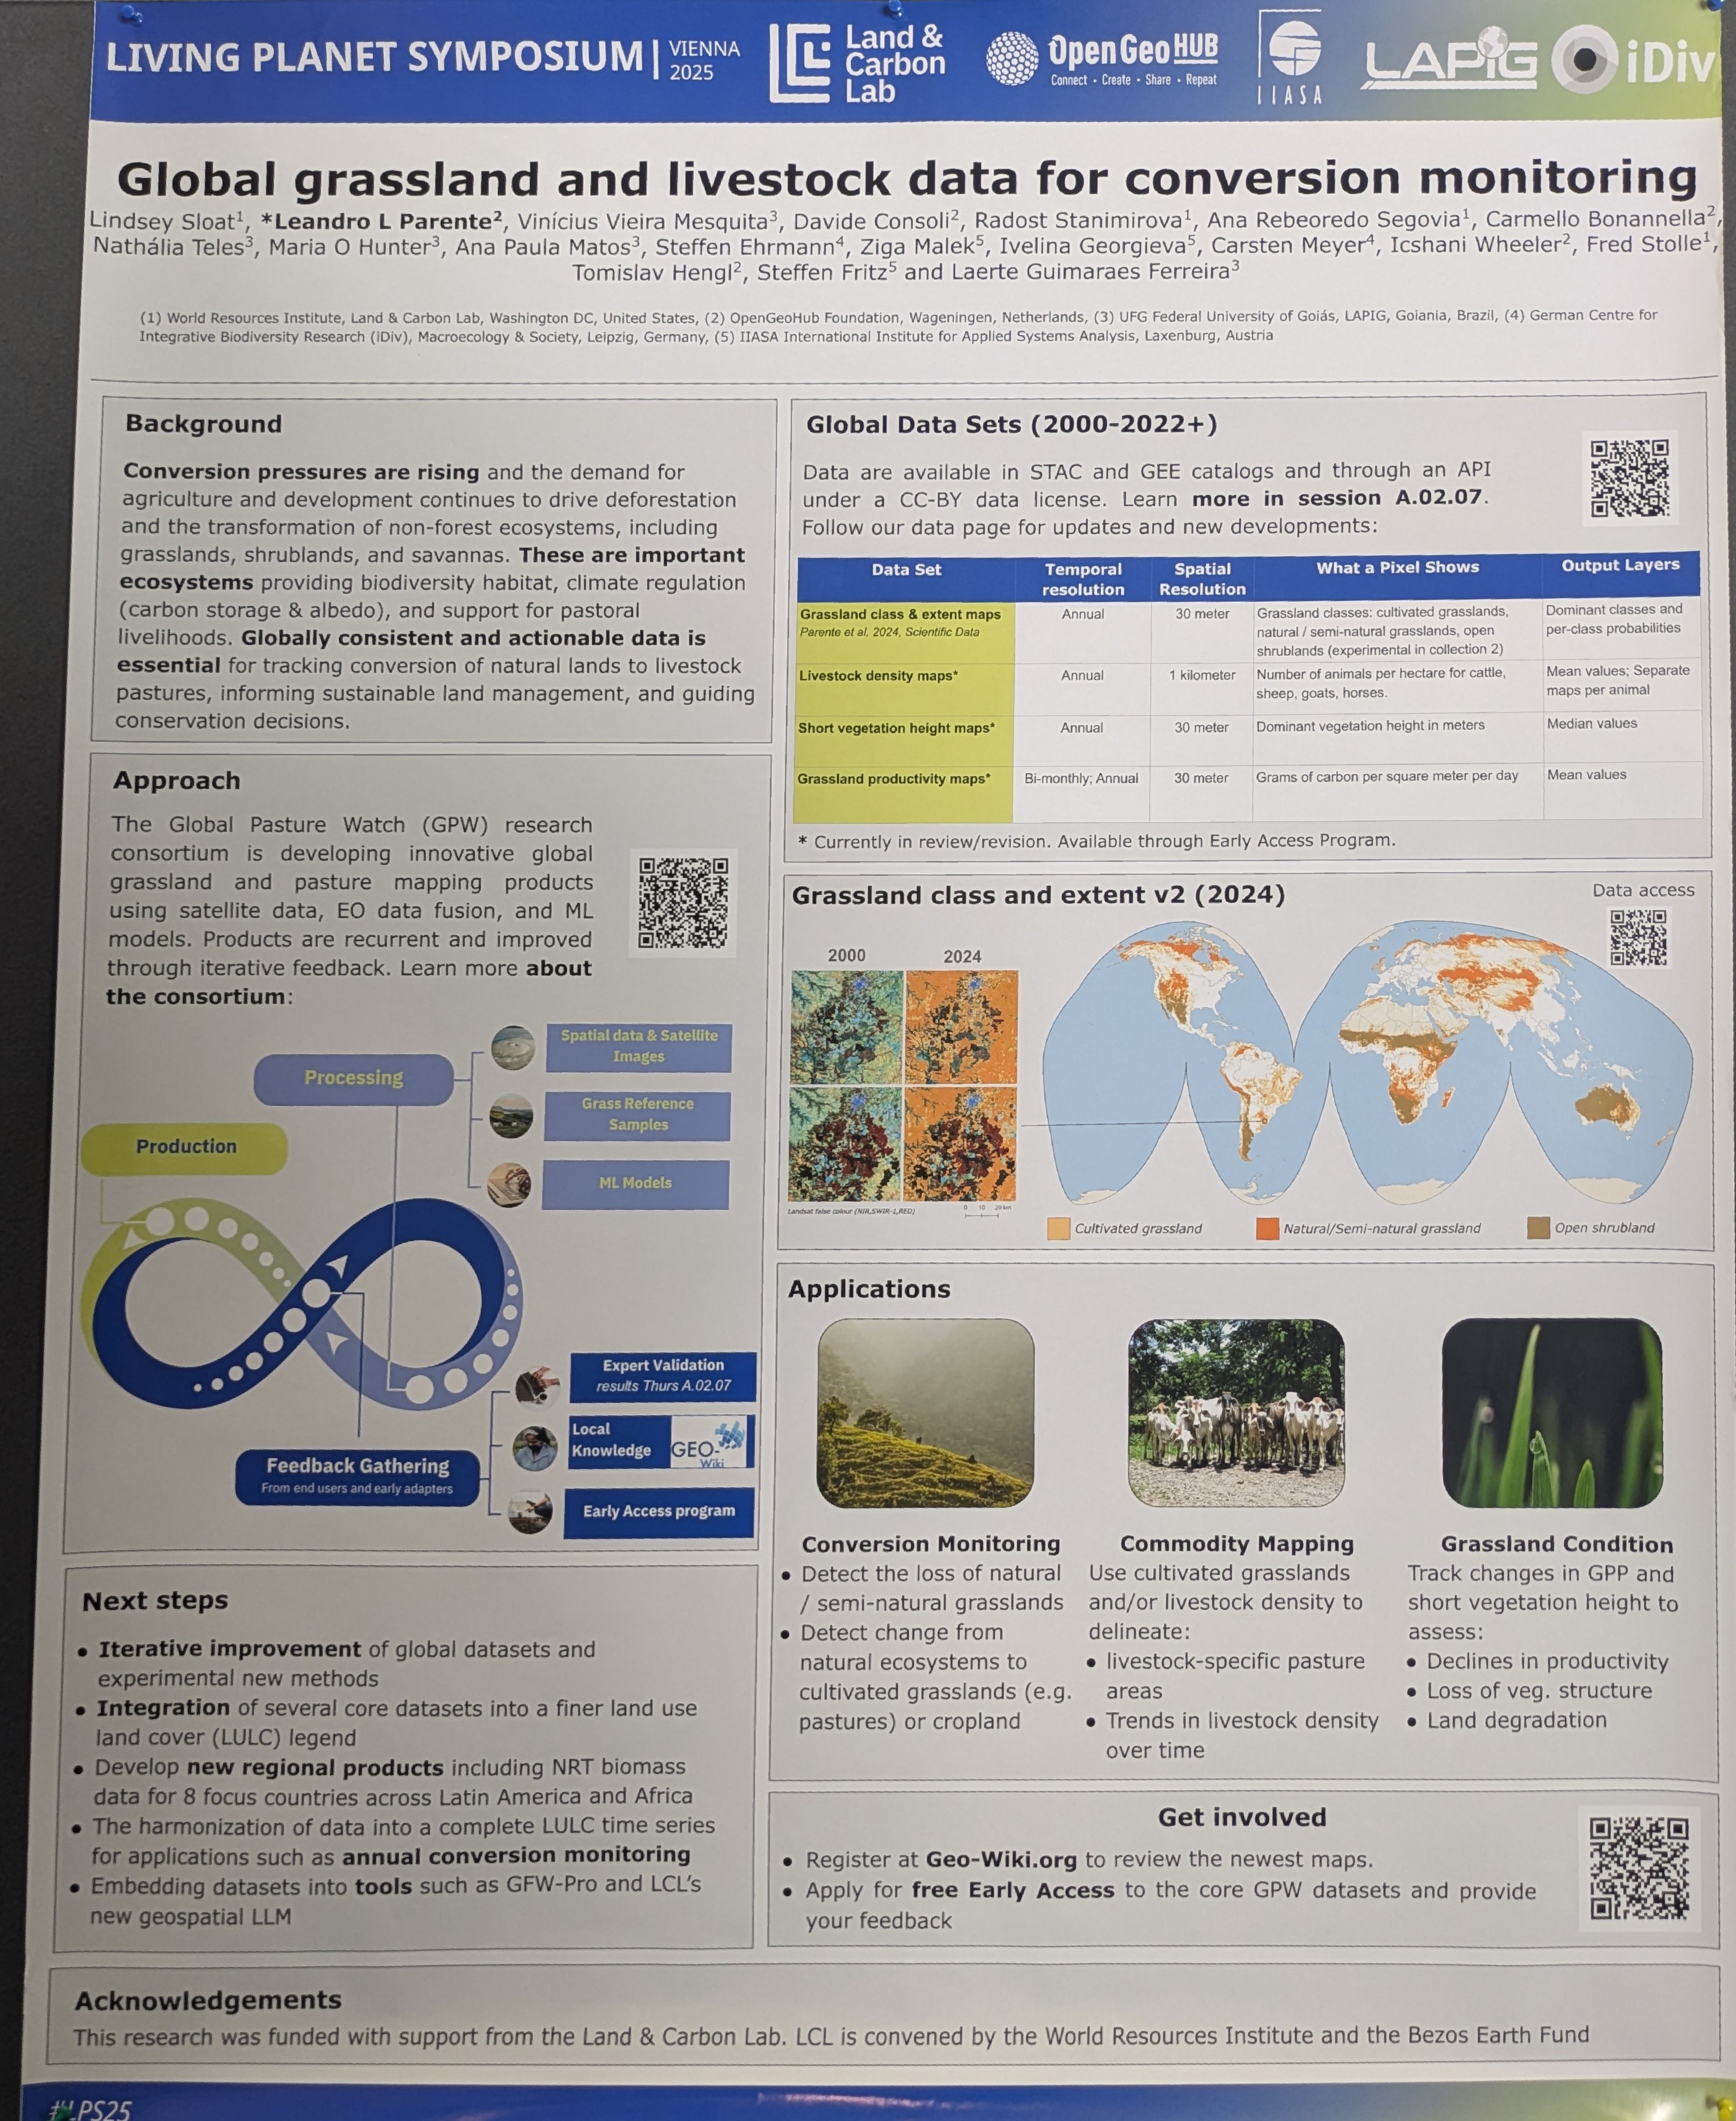 LIVING PLANET SYMPOSIUM | VIENNA 2025
Land & Carbon Lab
OpenGeoHUB
Connect • Create • Share • Repeat
IIASA
LAPIG
iDiv
Global grassland and livestock data for conversion monitoring
Lindsey Sloat¹, *Leandro L Parente², Vinícius Vieira Mesquita³, Davide Consoli², Radost Stanimirova¹, Ana Rebeoredo Segovia¹, Carmello Bonannella²,
Nathália Teles³, Maria O Hunter³, Ana Paula Matos³, Steffen Ehrmann⁴, Ziga Malek⁵, Ivelina Georgieva⁵, Carsten Meyer⁴, Icshani Wheeler², Fred Stolle¹,
Tomislav Hengl², Steffen Fritz⁵ and Laerte Guimaraes Ferreira³
(1) World Resources Institute, Land & Carbon Lab, Washington DC, United States, (2) OpenGeoHub Foundation, Wageningen, Netherlands, (3) UFG Federal University of Goiás, LAPIG, Goiania, Brazil, (4) German Centre for
Integrative Biodiversity Research (iDiv), Macroecology & Society, Leipzig, Germany, (5) IIASA International Institute for Applied Systems Analysis, Laxenburg, Austria
Background
Conversion pressures are rising and the demand for
agriculture and development continues to drive deforestation
and the transformation of non-forest ecosystems, including
grasslands, shrublands, and savannas. These are important
ecosystems providing biodiversity habitat, climate regulation
(carbon storage & albedo), and support for pastoral
livelihoods. Globally consistent and actionable data is
essential for tracking conversion of natural lands to livestock
pastures, informing sustainable land management, and guiding
conservation decisions.
Approach
The Global Pasture Watch (GPW) research
consortium is developing innovative global
grassland and pasture mapping products
using satellite data, EO data fusion, and ML
models. Products are recurrent and improved
through iterative feedback. Learn more about
the consortium:
Processing
Spatial data & Satellite
Images
Grass Reference
Samples
ML Models
Production
Expert Validation
results Thurs A.02.07
Local
Knowledge
GEO-Wiki
Feedback Gathering
From end users and early adapters
Early Access program
Next steps
• Iterative improvement of global datasets and
experimental new methods
• Integration of several core datasets into a finer land use
land cover (LULC) legend
• Develop new regional products including NRT biomass
data for 8 focus countries across Latin America and Africa
• The harmonization of data into a complete LULC time series
for applications such as annual conversion monitoring
• Embedding datasets into tools such as GFW-Pro and LCL's
new geospatial LLM
Global Data Sets (2000-2022+)
Data are available in STAC and GEE catalogs and through an API
under a CC-BY data license. Learn more in session A.02.07.
Follow our data page for updates and new developments:
Data Set | Temporal resolution | Spatial Resolution | What a Pixel Shows | Output Layers
Grassland class & extent maps Parente et al, 2024, Scientific Data | Annual | 30 meter | Grassland classes: cultivated grasslands, natural / semi-natural grasslands, open shrublands (experimental in collection 2) | Dominant classes and per-class probabilities
Livestock density maps* | Annual | 1 kilometer | Number of animals per hectare for cattle, sheep, goats, horses. | Mean values; Separate maps per animal
Short vegetation height maps* | Annual | 30 meter | Dominant vegetation height in meters | Median values
Grassland productivity maps* | Bi-monthly; Annual | 30 meter | Grams of carbon per square meter per day | Mean values
* Currently in review/revision. Available through Early Access Program.
Grassland class and extent v2 (2024)
Data access
2000
2024
Landsat false colour (NIR,SWIR-1,RED)
0 10 20 km
Cultivated grassland
Natural/Semi-natural grassland
Open shrubland
Applications
Conversion Monitoring
• Detect the loss of natural
/ semi-natural grasslands
• Detect change from
natural ecosystems to
cultivated grasslands (e.g.
pastures) or cropland
Commodity Mapping
Use cultivated grasslands
and/or livestock density to
delineate:
• livestock-specific pasture
areas
• Trends in livestock density
over time
Grassland Condition
Track changes in GPP and
short vegetation height to
assess:
• Declines in productivity
• Loss of veg. structure
• Land degradation
Get involved
• Register at Geo-Wiki.org to review the newest maps.
• Apply for free Early Access to the core GPW datasets and provide
your feedback
Acknowledgements
This research was funded with support from the Land & Carbon Lab. LCL is convened by the World Resources Institute and the Bezos Earth Fund
#LPS25